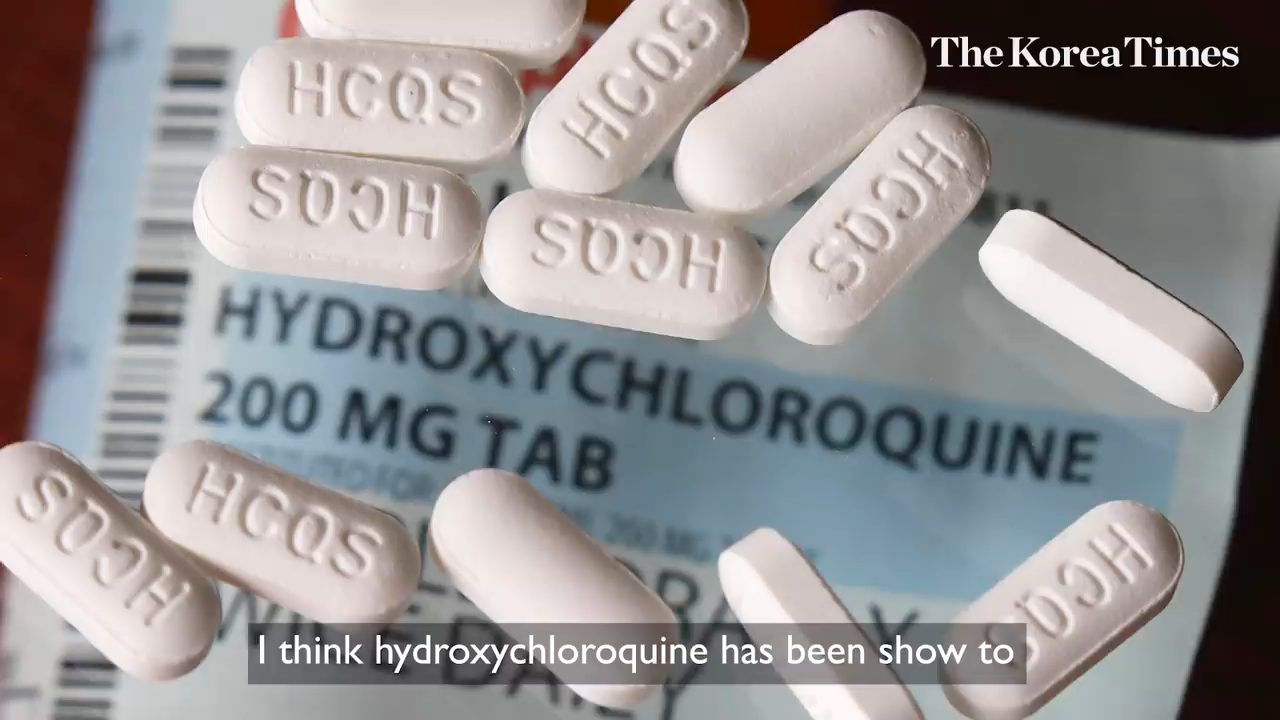 The Korea Times
HCQS
HCQS
HCQS
HCQS
HCQS
HYDROXYCHLOROQUINE
200 MG TAB
HCQS
HCQS
HCQS
I think hydroxychloroquine has been show to